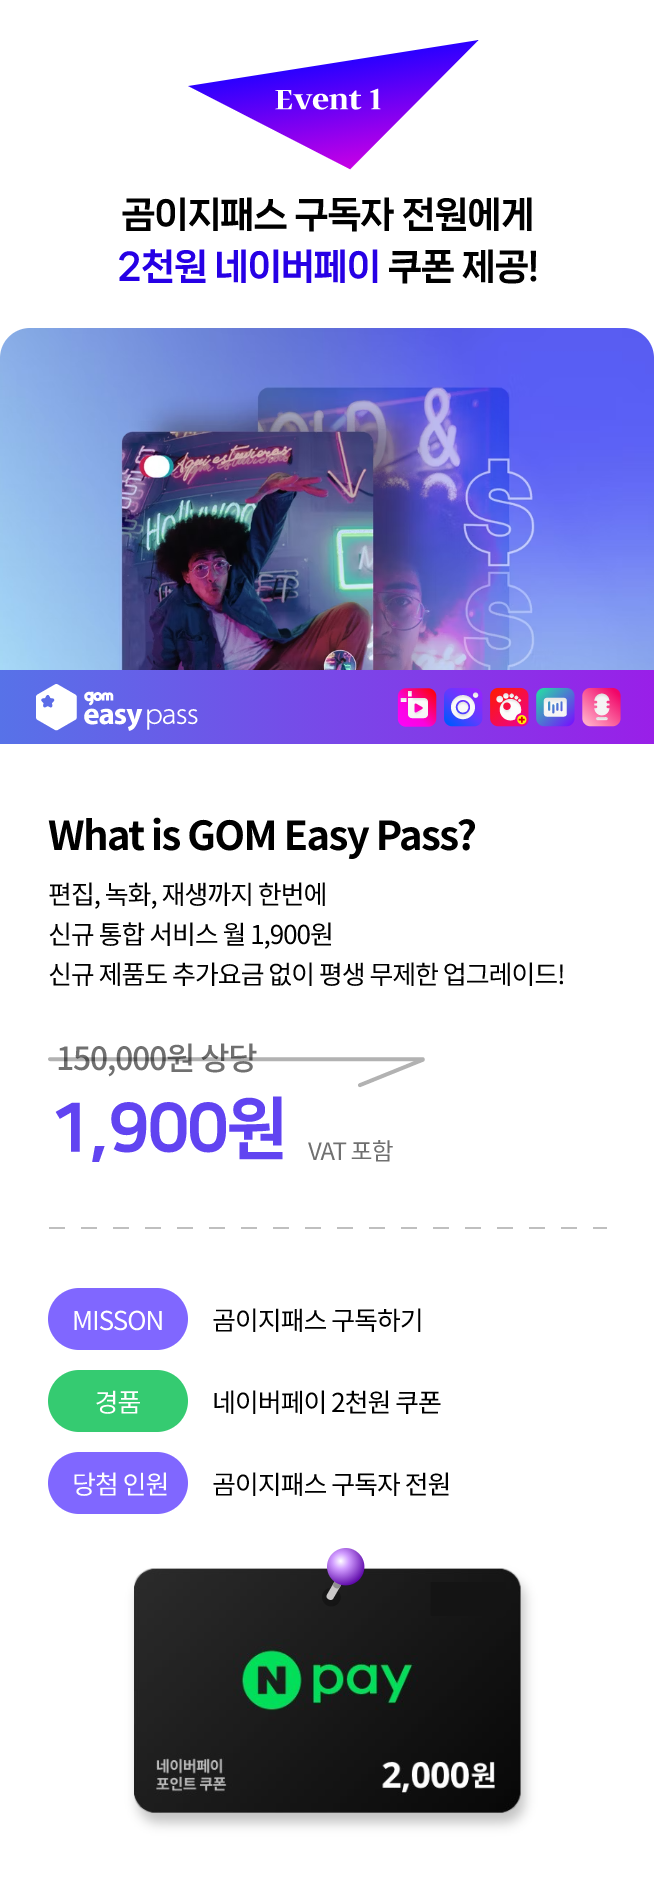 Event 1
곰이지패스 구독자 전원에게
2천원 네이버페이 쿠폰 제공!
OLD &
Aqui estuvieras
Hollywoo
$
$
gom
easy pass
What is GOM Easy Pass?
편집, 녹화, 재생까지 한번에
신규 통합 서비스 월 1,900원
신규 제품도 추가요금 없이 평생 무제한 업그레이드!
150,000원 상당
1,900원 VAT 포함
MISSON 곰이지패스 구독하기
경품 네이버페이 2천원 쿠폰
당첨 인원 곰이지패스 구독자 전원
N pay
네이버페이
포인트 쿠폰
2,000원